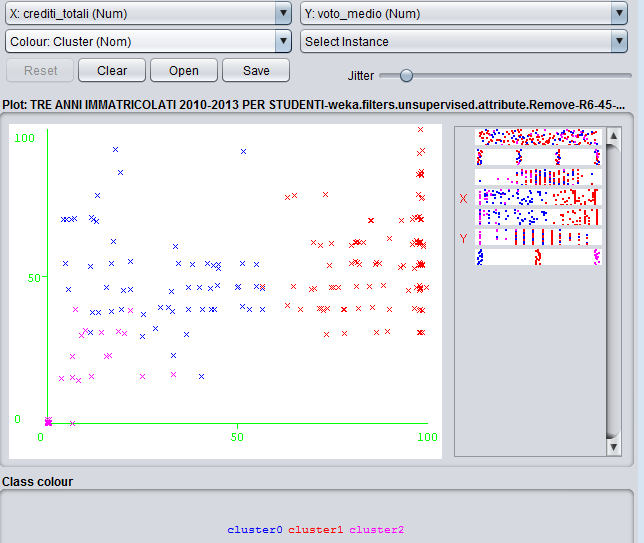 X: crediti_totali (Num) Y: voto_medio (Num)
Colour: Cluster (Nom) Select Instance
Reset Clear Open Save Jitter
Plot: TRE ANNI IMMATRICOLATI 2010-2013 PER STUDENTI-weka.filters.unsupervised.attribute.Remove-R6-45-...
100
50
0
0 50 100
X
Y
Class colour
cluster0 cluster1 cluster2